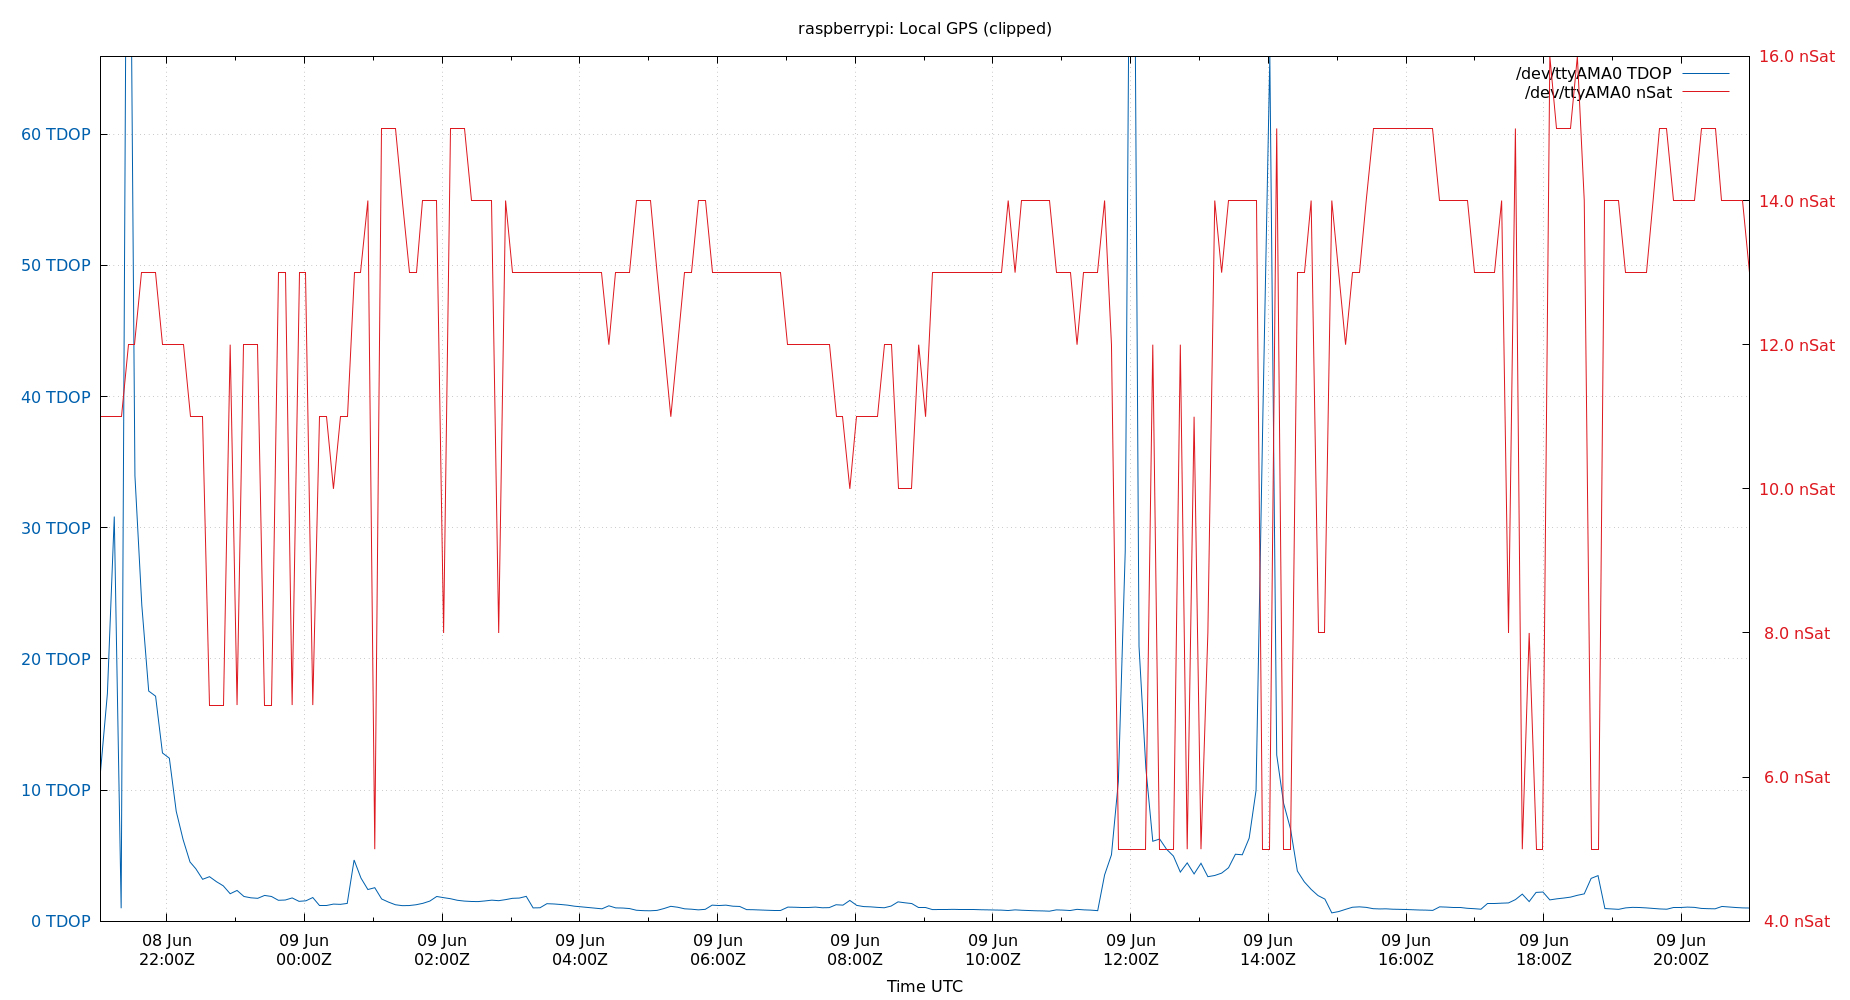 raspberrypi: Local GPS (clipped)
16.0 nSat
/dev/ttyAMA0 TDOP
/dev/ttyAMA0 nSat
60 TDOP
14.0 nSat
50 TDOP
12.0 nSat
40 TDOP
10.0 nSat
30 TDOP
8.0 nSat
20 TDOP
6.0 nSat
10 TDOP
0 TDOP
4.0 nSat
08 Jun 09 Jun 09 Jun 09 Jun 09 Jun 09 Jun 09 Jun 09 Jun 09 Jun 09 Jun 09 Jun 09 Jun
22:00Z 00:00Z 02:00Z 04:00Z 06:00Z 08:00Z 10:00Z 12:00Z 14:00Z 16:00Z 18:00Z 20:00Z
Time UTC